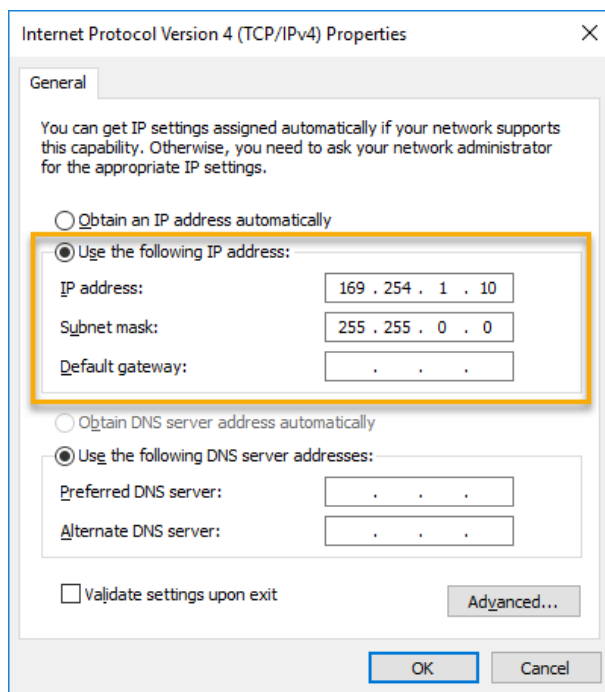 Internet Protocol Version 4 (TCP/IPv4) Properties
General
You can get IP settings assigned automatically if your network supports
this capability. Otherwise, you need to ask your network administrator
for the appropriate IP settings.
Obtain an IP address automatically
Use the following IP address:
IP address: 169 . 254 . 1 . 10
Subnet mask: 255 . 255 . 0 . 0
Default gateway: . . .
Obtain DNS server address automatically
Use the following DNS server addresses:
Preferred DNS server: . . .
Alternate DNS server: . . .
Validate settings upon exit
Advanced...
OK Cancel